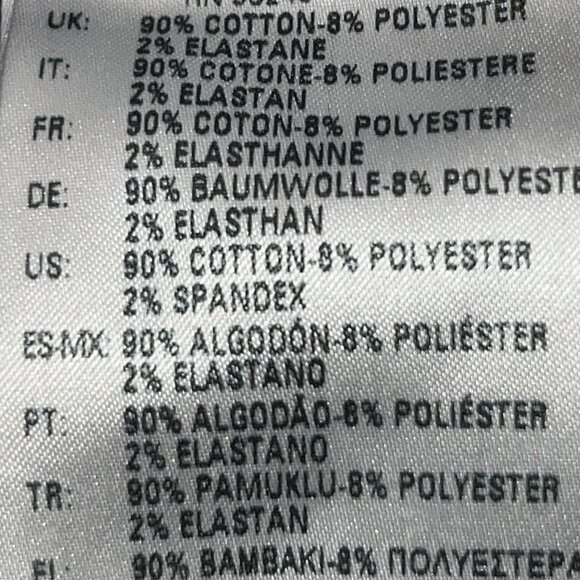 UK: 90% COTTON-8% POLYESTER
2% ELASTANE
IT: 90% COTONE-8% POLIESTERE
2% ELASTAN
FR: 90% COTON-8% POLYESTER
2% ELASTHANNE
DE: 90% BAUMWOLLE-8% POLYESTE
2% ELASTHAN
US: 90% COTTON-8% POLYESTER
2% SPANDEX
ES-MX: 90% ALGODÓN-8% POLIÉSTER
2% ELASTANO
PT: 90% ALGODÃO-8% POLIÉSTER
2% ELASTANO
TR: 90% PAMUKLU-8% POLYESTER
2% ELASTAN
90% BAMBAKI-8% ΠΟΛΥΕΣΤΕΡΑ